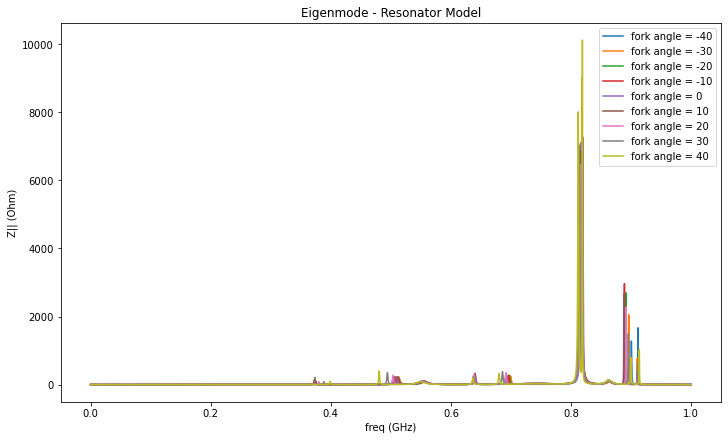 Eigenmode - Resonator Model
Z|| (Ohm)
10000
8000
6000
4000
2000
0
0.0
0.2
0.4
0.6
0.8
1.0
freq (GHz)
fork angle = -40
fork angle = -30
fork angle = -20
fork angle = -10
fork angle = 0
fork angle = 10
fork angle = 20
fork angle = 30
fork angle = 40